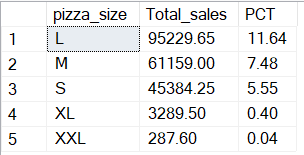 pizza_size Total_sales PCT
1 L 95229.65 11.64
2 M 61159.00 7.48
3 S 45384.25 5.55
4 XL 3289.50 0.40
5 XXL 287.60 0.04